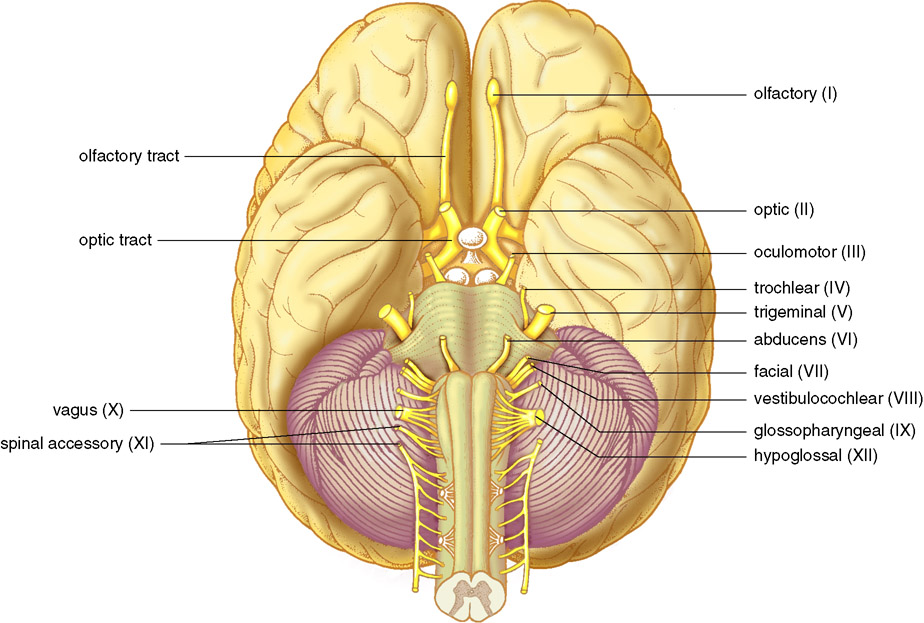 olfactory (I)
olfactory tract
optic (II)
optic tract
oculomotor (III)
trochlear (IV)
trigeminal (V)
abducens (VI)
facial (VII)
vestibulocochlear (VIII)
vagus (X)
glossopharyngeal (IX)
spinal accessory (XI)
hypoglossal (XII)